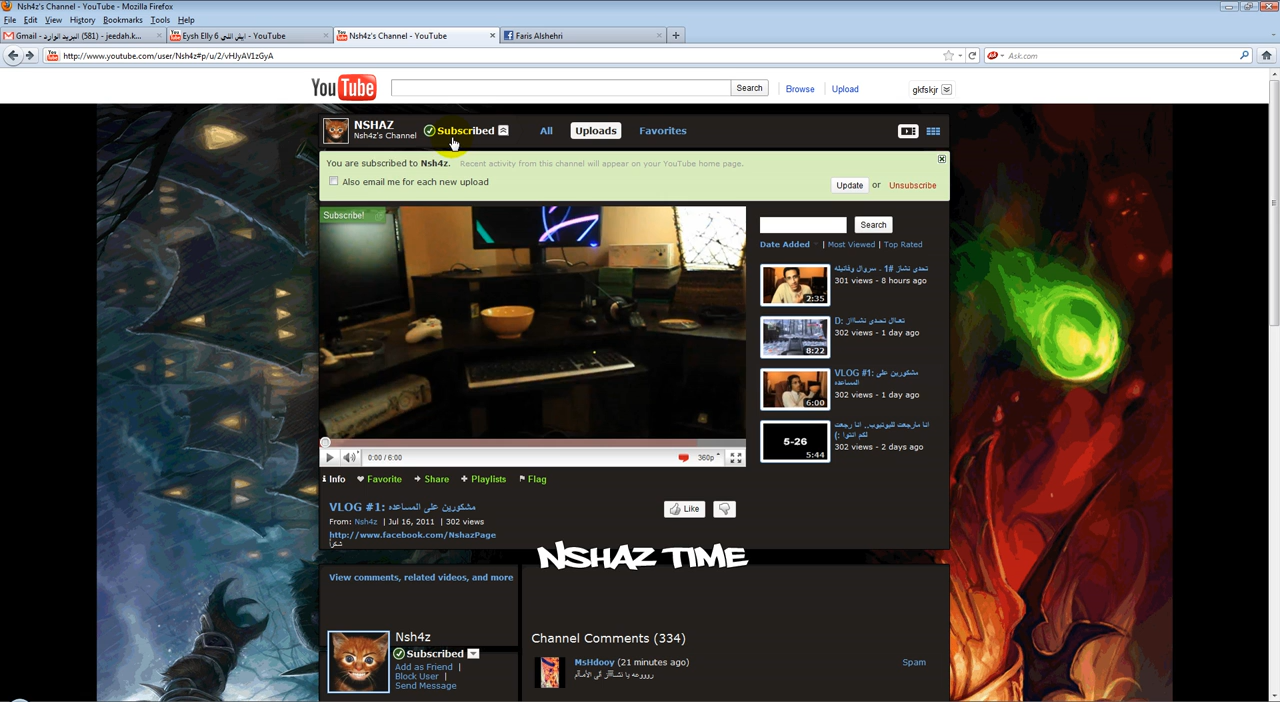 Nsh4z's Channel - YouTube - Mozilla Firefox
File Edit View History Bookmarks Tools Help
Gmail - البريد الوارد (581) - jeedah.k...
Eysh Elly 6 ايش اللي - YouTube
Nsh4z's Channel - YouTube
Faris Alshehri
http://www.youtube.com/user/Nsh4z#p/u/2/vHJyAV1zGyA
Ask.com
YouTube
Search
Browse
Upload
gkfskjr
NSHAZ
Nsh4z's Channel
Subscribed
All
Uploads
Favorites
You are subscribed to Nsh4z. Recent activity from this channel will appear on your YouTube home page.
Also email me for each new upload
Update or Unsubscribe
Subscribe!
Search
Date Added | Most Viewed | Top Rated
تحدي نشاز 1# . سروال وفانيله
301 views - 8 hours ago
2:35
تعـاال تحـدي نشــااز :D
302 views - 1 day ago
8:22
VLOG #1: مشكورين على المساعده
302 views - 1 day ago
6:00
انا مارجعت لليوتيوب.. انا رجعت لكم انتوا :)
302 views - 2 days ago
5-26
5:44
0:00 / 6:00
360p
Info Favorite Share Playlists Flag
VLOG #1: مشكورين على المساعده
Like
From: Nsh4z | Jul 16, 2011 | 302 views
http://www.facebook.com/NshazPage
شكراً
NSHAZ TIME
View comments, related videos, and more
Nsh4z
Subscribed
Add as Friend |
Block User |
Send Message
Channel Comments (334)
MsHdooy (21 minutes ago)
Spam